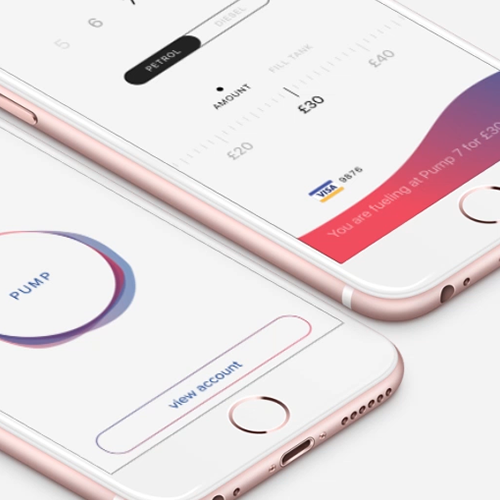 5 6 7
PETROL DIESEL
AMOUNT FILL TANK
£20 £30 £40
VISA 9876
You are fueling at Pump 7 for £30
PUMP
view account